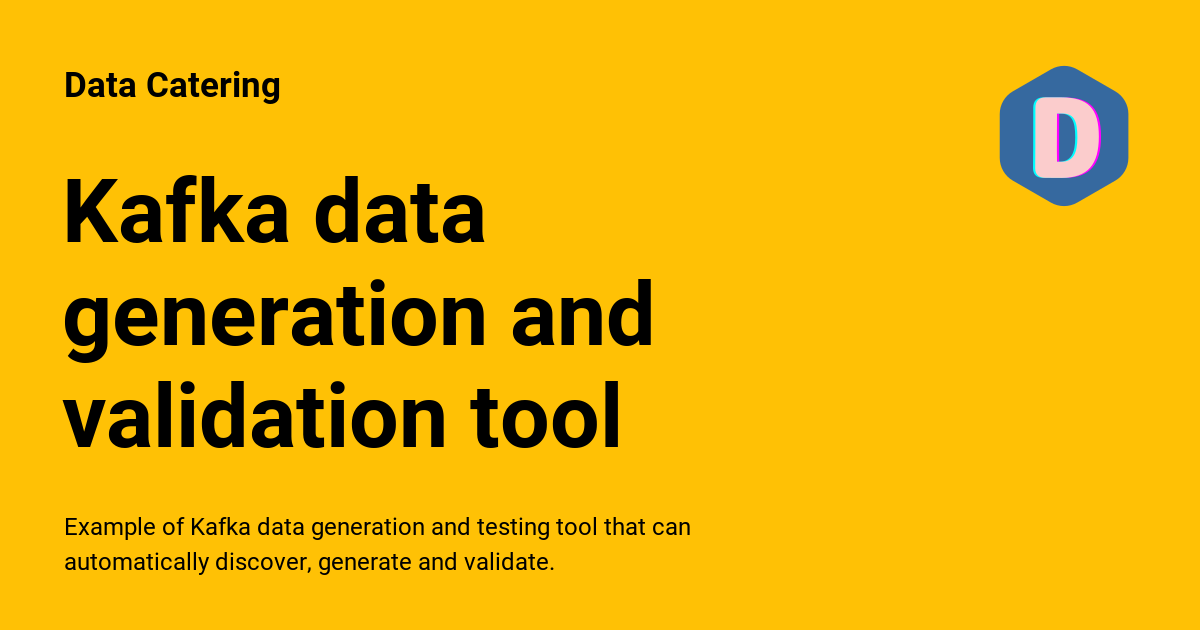 Data Catering
D
Kafka data
generation and
validation tool
Example of Kafka data generation and testing tool that can
automatically discover, generate and validate.